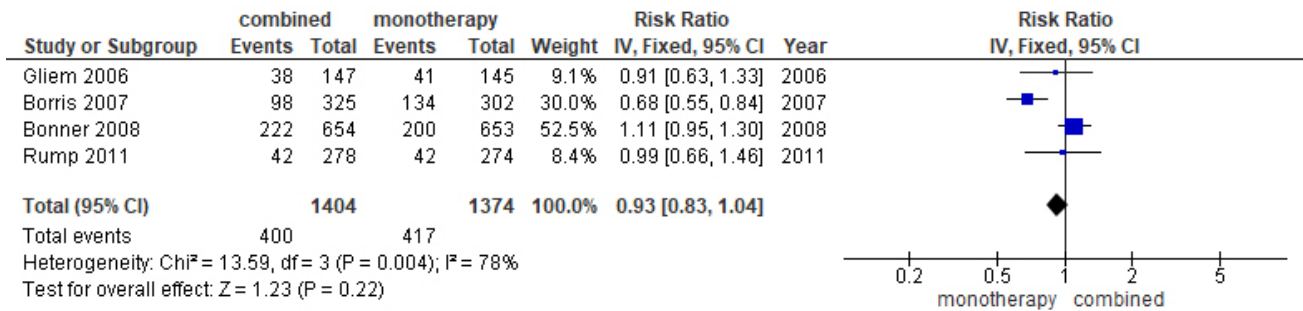 combined monotherapy Risk Ratio Risk Ratio
Study or Subgroup Events Total Events Total Weight IV, Fixed, 95% CI Year IV, Fixed, 95% CI
Gliem 2006 38 147 41 145 9.1% 0.91 [0.63, 1.33] 2006
Borris 2007 98 325 134 302 30.0% 0.68 [0.55, 0.84] 2007
Bonner 2008 222 654 200 653 52.5% 1.11 [0.95, 1.30] 2008
Rump 2011 42 278 42 274 8.4% 0.99 [0.66, 1.46] 2011
Total (95% CI) 1404 1374 100.0% 0.93 [0.83, 1.04]
Total events 400 417
Heterogeneity: Chi² = 13.59, df = 3 (P = 0.004); I² = 78%
Test for overall effect: Z = 1.23 (P = 0.22)
0.2 0.5 1 2 5
monotherapy combined